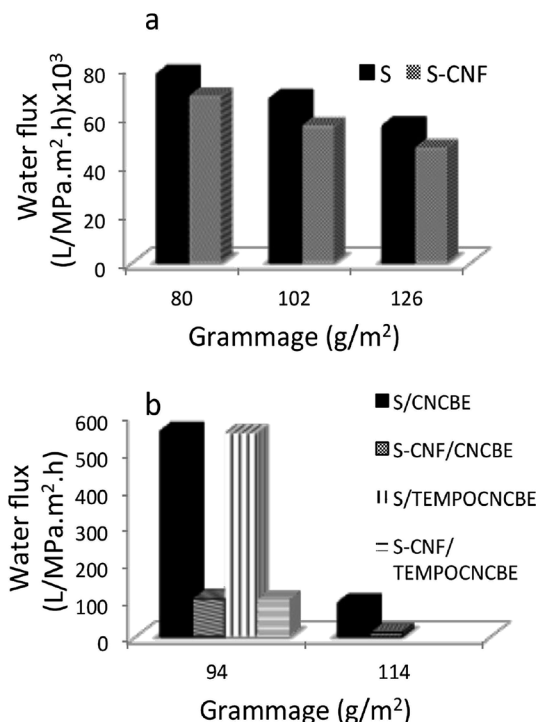 a
Water flux
(L/MPa.m².h)x10³
80
60
40
20
0
S
S-CNF
80
102
126
Grammage (g/m²)
b
Water flux
(L/MPa.m².h)
600
500
400
300
200
100
0
S/CNCBE
S-CNF/CNCBE
S/TEMPOCNCBE
S-CNF/
TEMPOCNCBE
94
114
Grammage (g/m²)